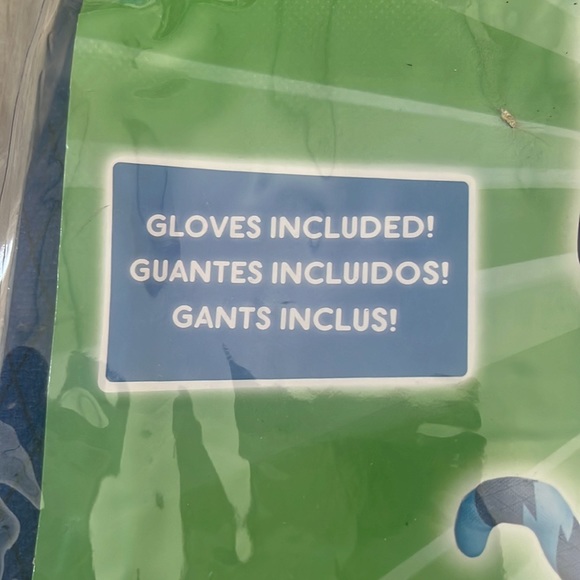 GLOVES INCLUDED!
GUANTES INCLUIDOS!
GANTS INCLUS!